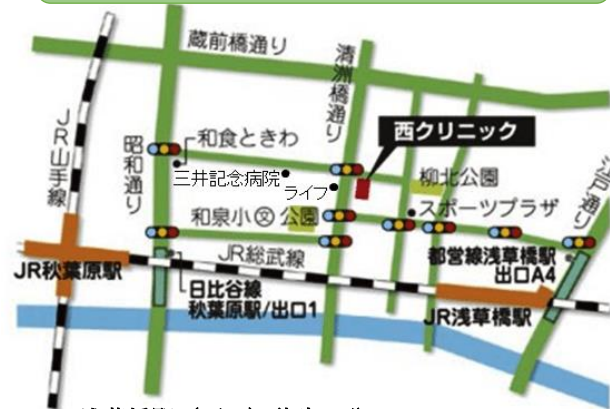 蔵前橋通り
清洲橋通り
JR山手線
昭和通り
和食ときわ
西クリニック
三井記念病院
ライフ
柳北公園
江戸通り
和泉小 文 公園
スポーツプラザ
JR総武線
都営線浅草橋駅
出口A4
JR秋葉原駅
日比谷線
秋葉原駅/出口1
JR浅草橋駅